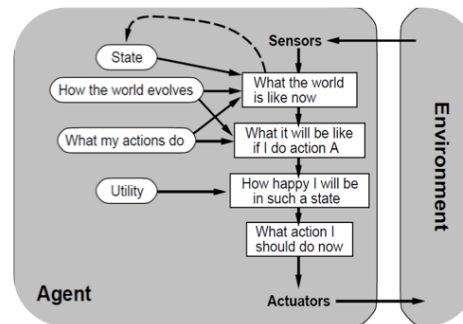 Sensors
State
What the world
is like now
How the world evolves
What my actions do
What it will be like
if I do action A
Utility
How happy I will be
in such a state
What action I
should do now
Agent
Actuators
Environment